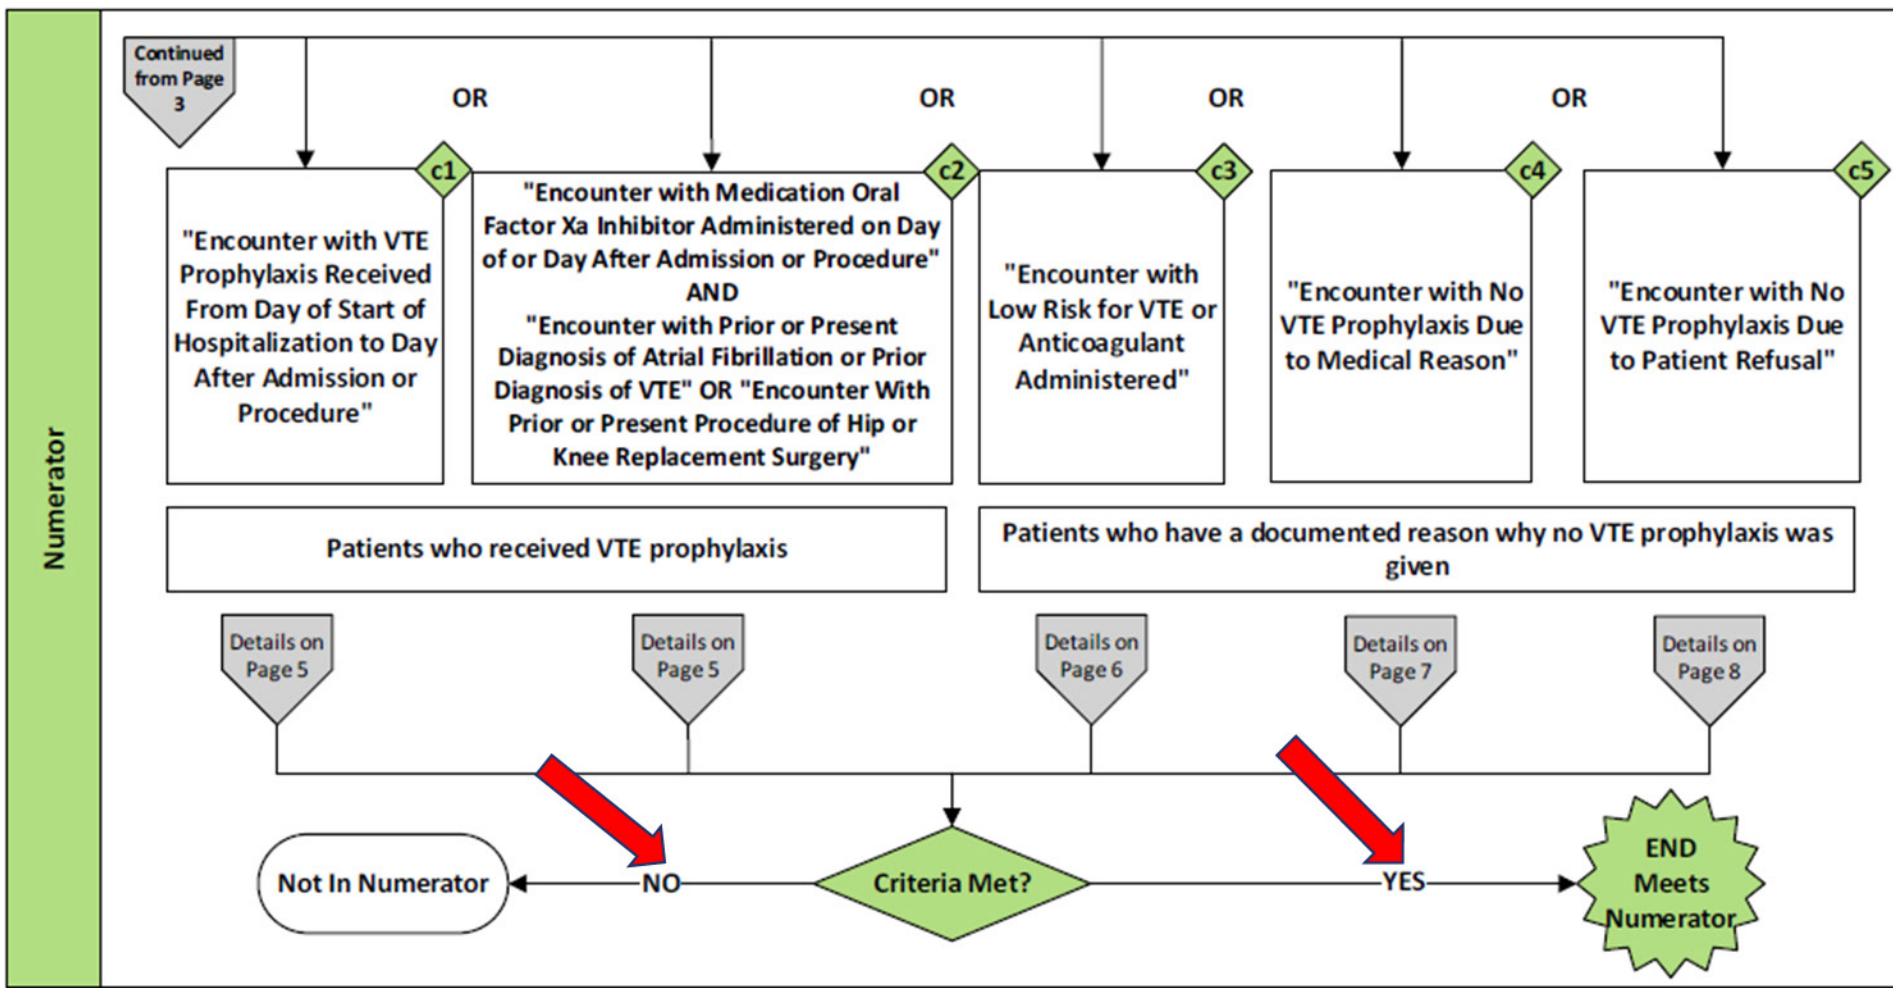 Numerator
Continued
from Page
3
OR
OR
OR
OR
c1
"Encounter with VTE
Prophylaxis Received
From Day of Start of
Hospitalization to Day
After Admission or
Procedure"
c2
"Encounter with Medication Oral
Factor Xa Inhibitor Administered on Day
of or Day After Admission or Procedure"
AND
"Encounter with Prior or Present
Diagnosis of Atrial Fibrillation or Prior
Diagnosis of VTE" OR "Encounter With
Prior or Present Procedure of Hip or
Knee Replacement Surgery"
c3
"Encounter with
Low Risk for VTE or
Anticoagulant
Administered"
c4
"Encounter with No
VTE Prophylaxis Due
to Medical Reason"
c5
"Encounter with No
VTE Prophylaxis Due
to Patient Refusal"
Patients who received VTE prophylaxis
Patients who have a documented reason why no VTE prophylaxis was
given
Details on
Page 5
Details on
Page 5
Details on
Page 6
Details on
Page 7
Details on
Page 8
Not In Numerator
NO
Criteria Met?
YES
END
Meets
Numerator